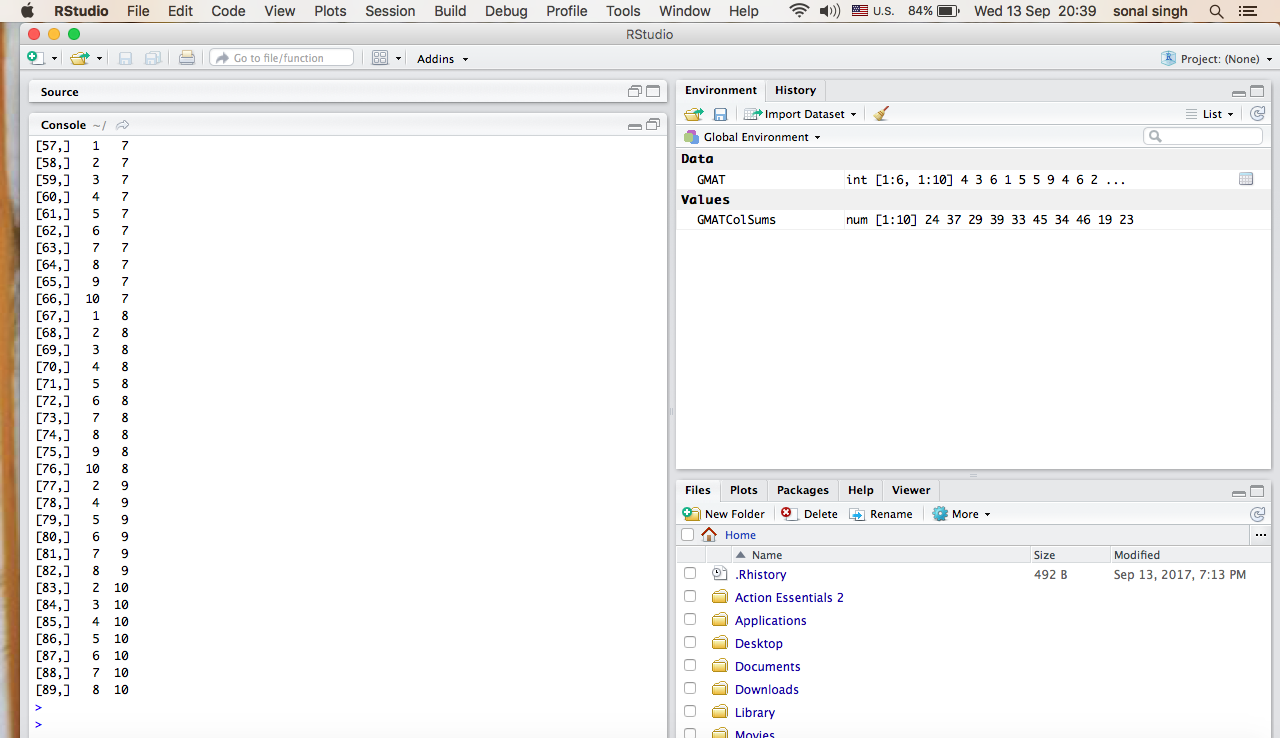 RStudio File Edit Code View Plots Session Build Debug Profile Tools Window Help U.S. 84% Wed 13 Sep 20:39 sonal singh
RStudio
Go to file/function Addins Project: (None)
Source
Console ~/
[57,] 1 7
[58,] 2 7
[59,] 3 7
[60,] 4 7
[61,] 5 7
[62,] 6 7
[63,] 7 7
[64,] 8 7
[65,] 9 7
[66,] 10 7
[67,] 1 8
[68,] 2 8
[69,] 3 8
[70,] 4 8
[71,] 5 8
[72,] 6 8
[73,] 7 8
[74,] 8 8
[75,] 9 8
[76,] 10 8
[77,] 2 9
[78,] 4 9
[79,] 5 9
[80,] 6 9
[81,] 7 9
[82,] 8 9
[83,] 2 10
[84,] 3 10
[85,] 4 10
[86,] 5 10
[87,] 6 10
[88,] 7 10
[89,] 8 10
>
>
Environment History
Import Dataset List
Global Environment
Data
GMAT int [1:6, 1:10] 4 3 6 1 5 5 9 4 6 2 ...
Values
GMATColSums num [1:10] 24 37 29 39 33 45 34 46 19 23
Files Plots Packages Help Viewer
New Folder Delete Rename More
Home ...
Name Size Modified
.Rhistory 492 B Sep 13, 2017, 7:13 PM
Action Essentials 2
Applications
Desktop
Documents
Downloads
Library
Movies